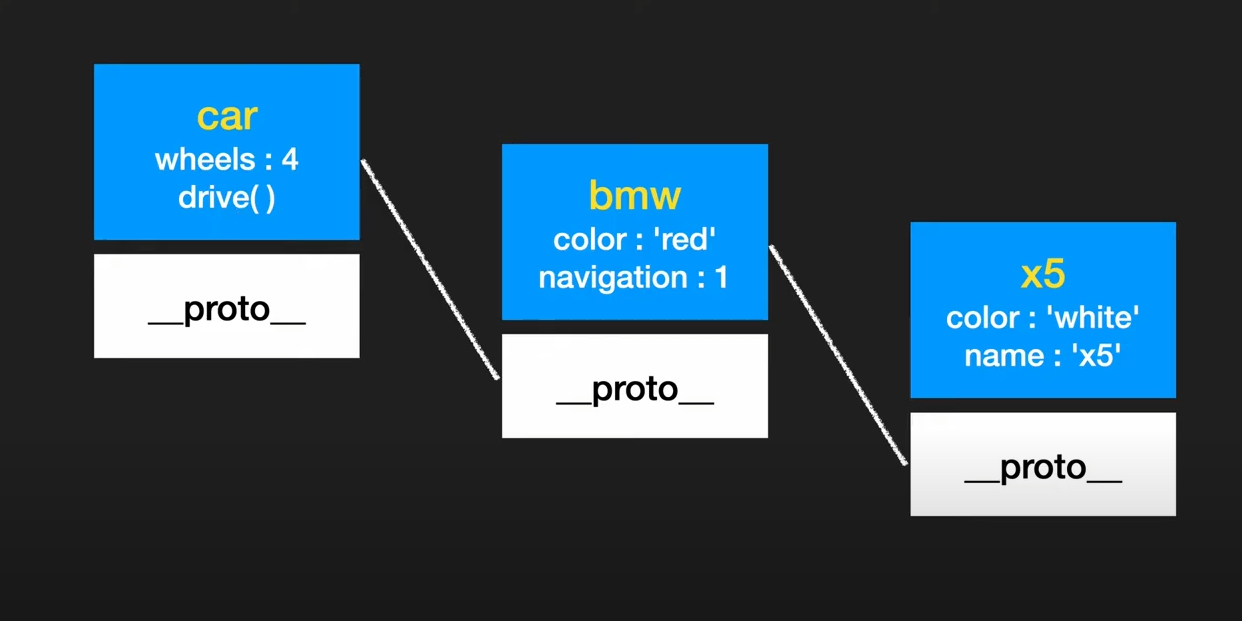 car
wheels : 4
drive( )
__proto__
bmw
color : 'red'
navigation : 1
__proto__
x5
color : 'white'
name : 'x5'
__proto__